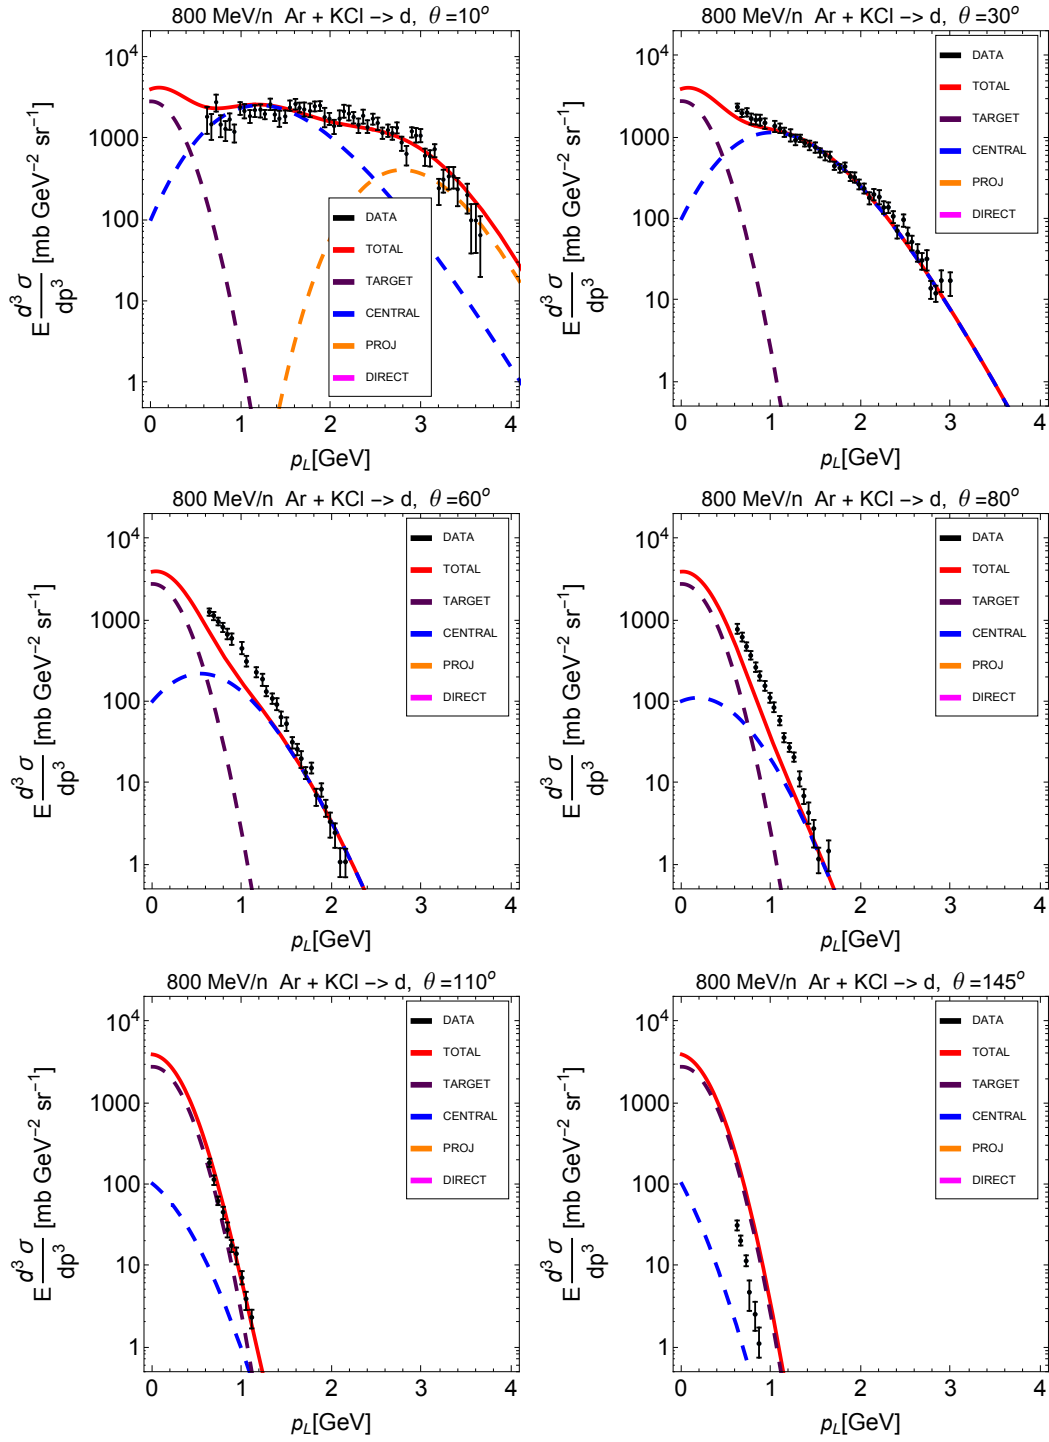 800 MeV/n Ar + KCl −> d, θ =10°
E d³σ/dp³ [mb GeV⁻² sr⁻¹]
10⁴
1000
100
10
1
DATA
TOTAL
TARGET
CENTRAL
PROJ
DIRECT
0 1 2 3 4
p_L[GeV]
800 MeV/n Ar + KCl −> d, θ =30°
E d³σ/dp³ [mb GeV⁻² sr⁻¹]
10⁴
1000
100
10
1
DATA
TOTAL
TARGET
CENTRAL
PROJ
DIRECT
0 1 2 3 4
p_L[GeV]
800 MeV/n Ar + KCl −> d, θ =60°
E d³σ/dp³ [mb GeV⁻² sr⁻¹]
10⁴
1000
100
10
1
DATA
TOTAL
TARGET
CENTRAL
PROJ
DIRECT
0 1 2 3 4
p_L[GeV]
800 MeV/n Ar + KCl −> d, θ =80°
E d³σ/dp³ [mb GeV⁻² sr⁻¹]
10⁴
1000
100
10
1
DATA
TOTAL
TARGET
CENTRAL
PROJ
DIRECT
0 1 2 3 4
p_L[GeV]
800 MeV/n Ar + KCl −> d, θ =110°
E d³σ/dp³ [mb GeV⁻² sr⁻¹]
10⁴
1000
100
10
1
DATA
TOTAL
TARGET
CENTRAL
PROJ
DIRECT
0 1 2 3 4
p_L[GeV]
800 MeV/n Ar + KCl −> d, θ =145°
E d³σ/dp³ [mb GeV⁻² sr⁻¹]
10⁴
1000
100
10
1
DATA
TOTAL
TARGET
CENTRAL
PROJ
DIRECT
0 1 2 3 4
p_L[GeV]